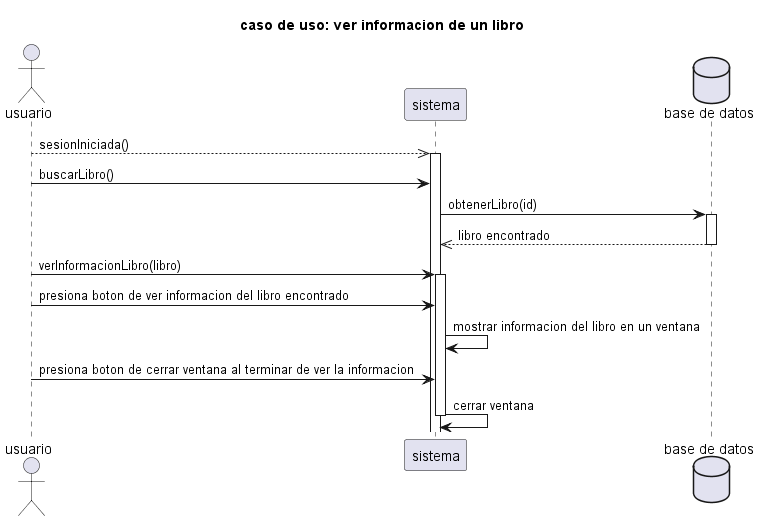 caso de uso: ver informacion de un libro
usuario
sistema
base de datos
sesionIniciada()
buscarLibro()
obtenerLibro(id)
libro encontrado
verInformacionLibro(libro)
presiona boton de ver informacion del libro encontrado
mostrar informacion del libro en un ventana
presiona boton de cerrar ventana al terminar de ver la informacion
cerrar ventana
usuario
sistema
base de datos